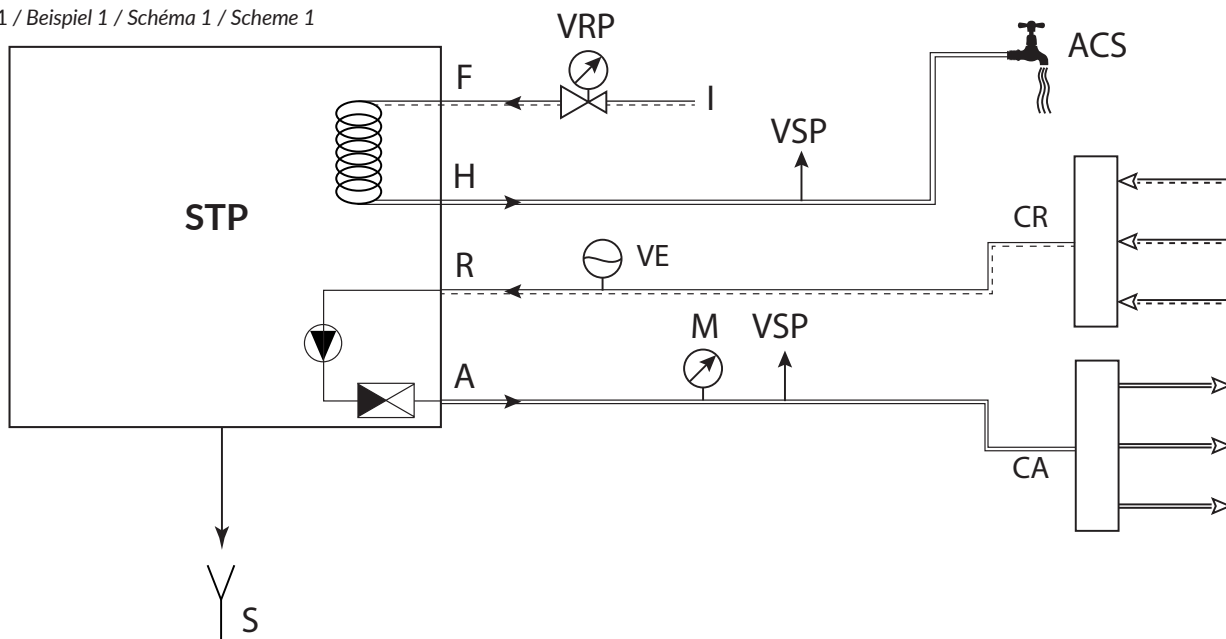 1 / Beispiel 1 / Schéma 1 / Scheme 1
VRP
ACS
F
I
VSP
H
STP
CR
R
VE
M
VSP
A
CA
S